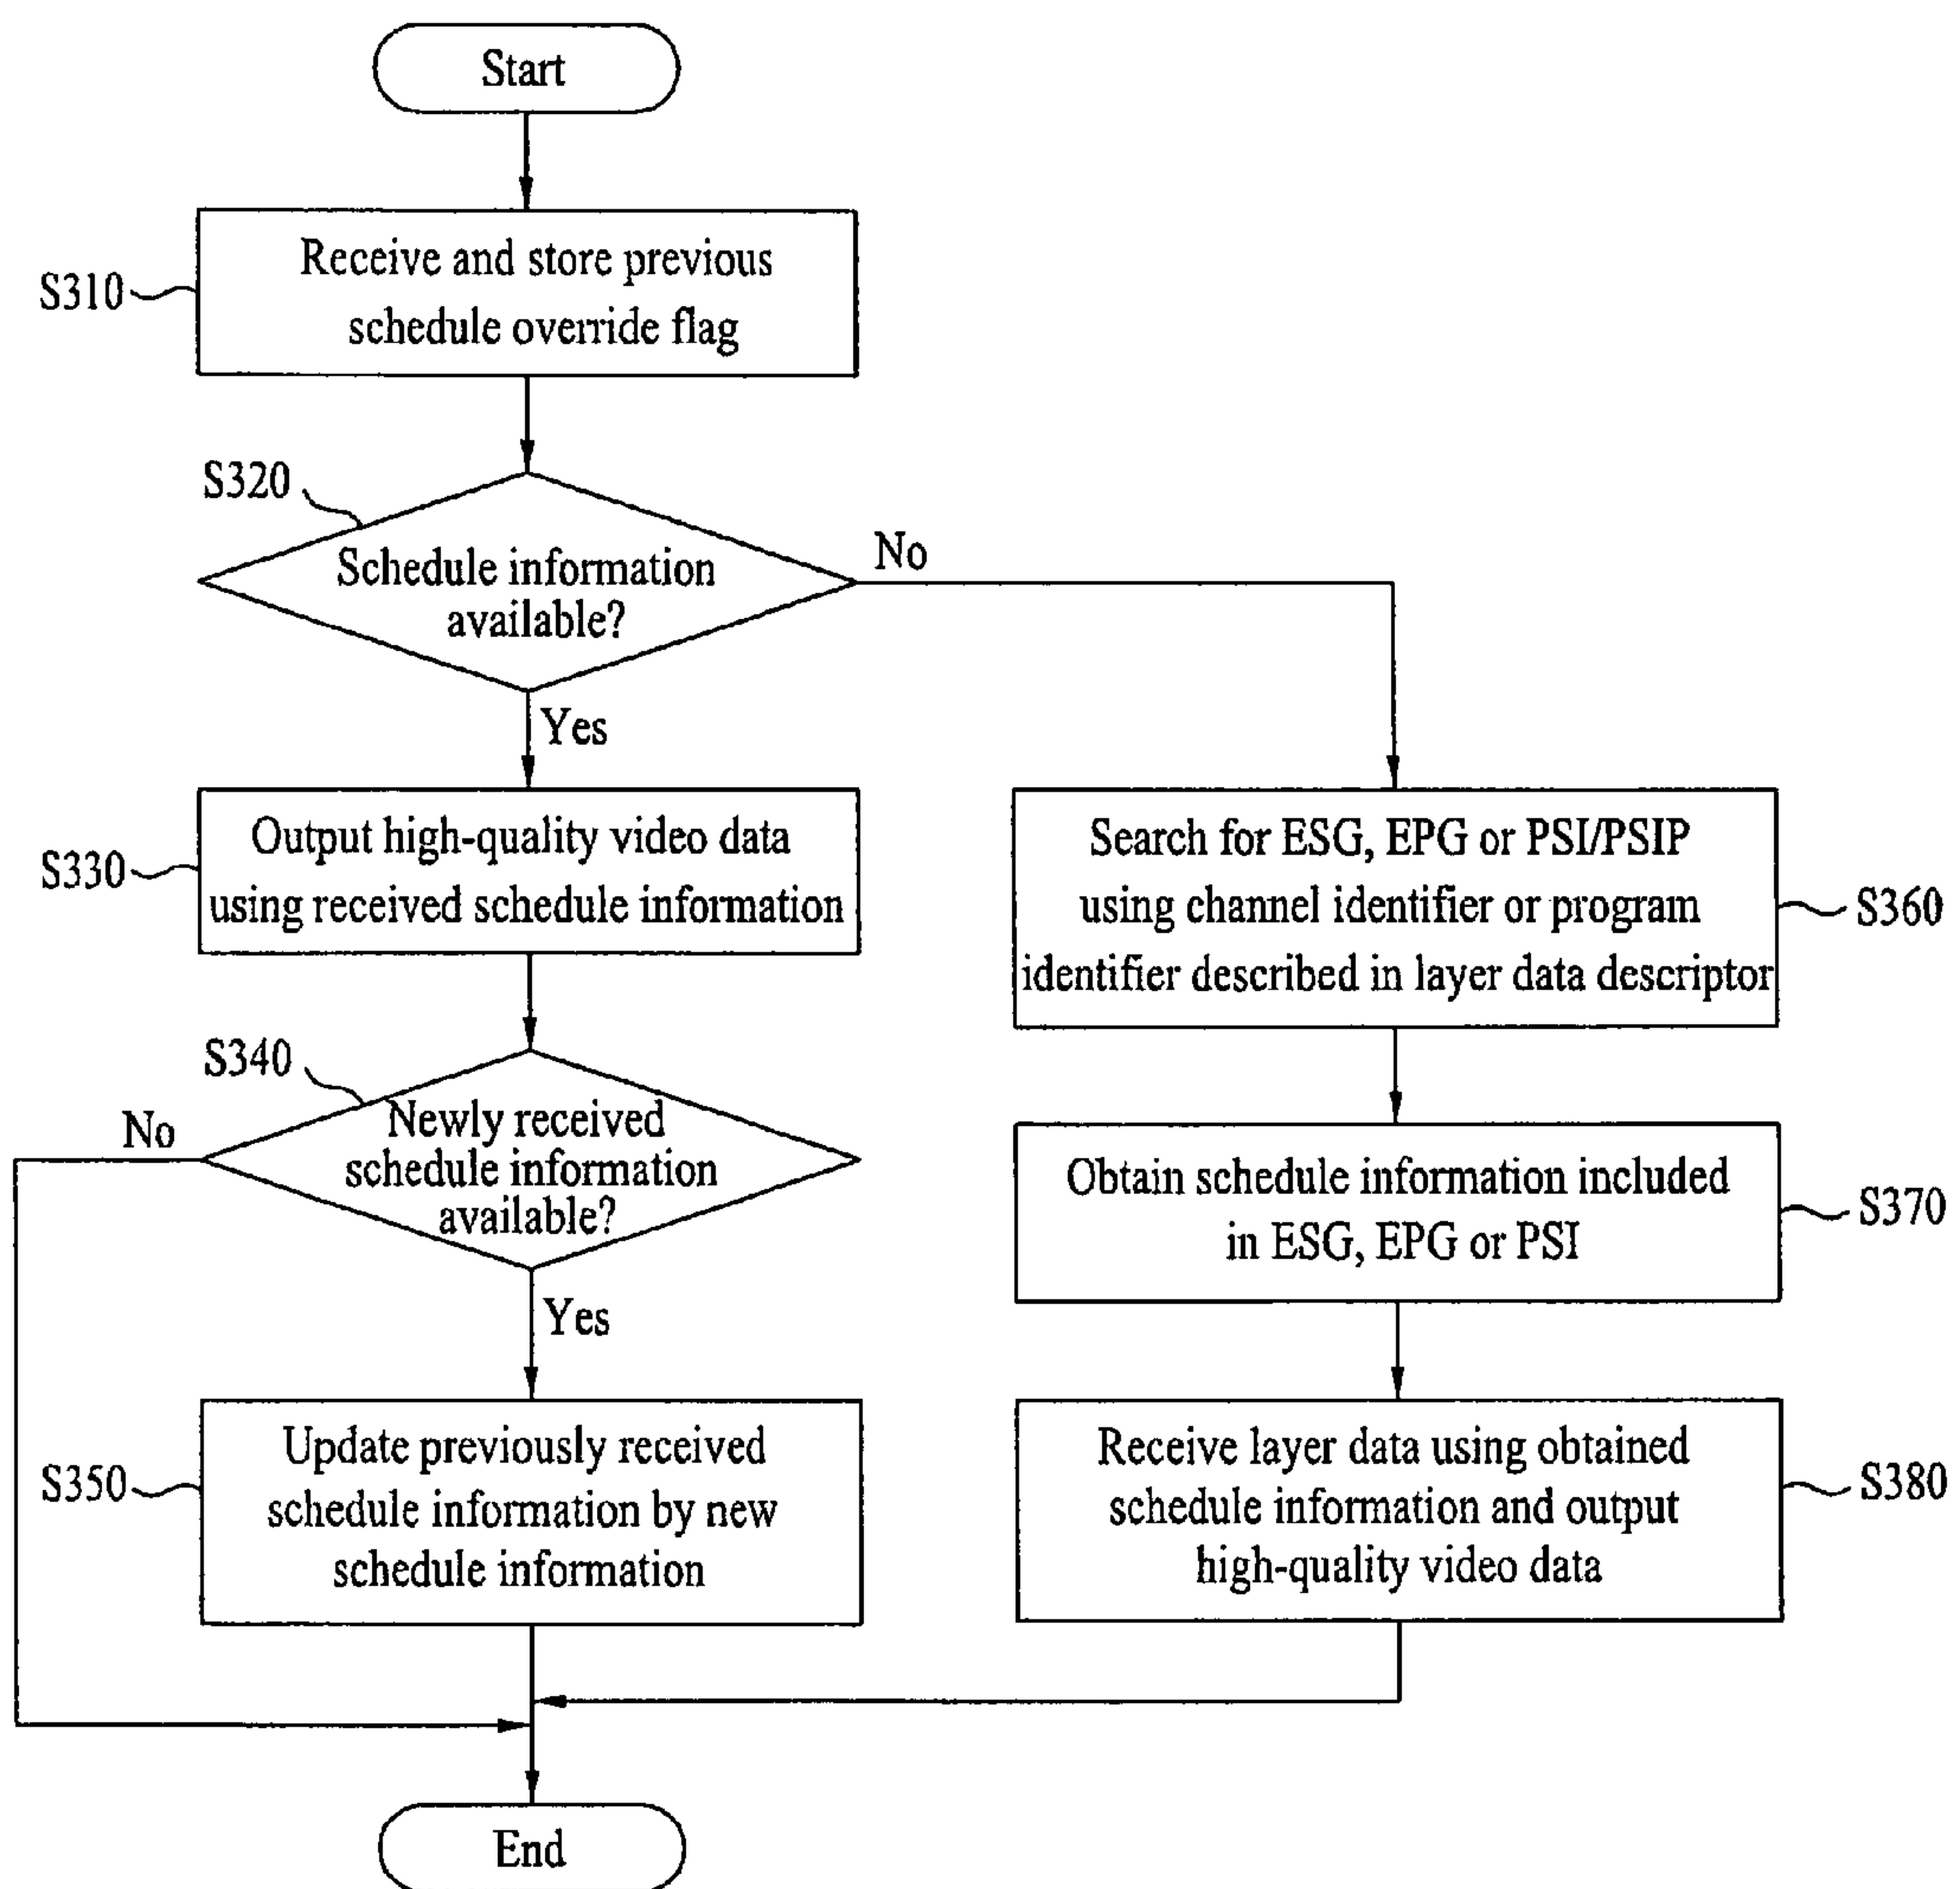 Start
S310
Receive and store previous
schedule override flag
S320
Schedule information
available?
No
Yes
S330
Output high-quality video data
using received schedule information
Search for ESG, EPG or PSI/PSIP
using channel identifier or program
identifier described in layer data descriptor
S360
S340
Newly received
schedule information
available?
No
Yes
Obtain schedule information included
in ESG, EPG or PSI
S370
S350
Update previously received
schedule information by new
schedule information
Receive layer data using obtained
schedule information and output
high-quality video data
S380
End